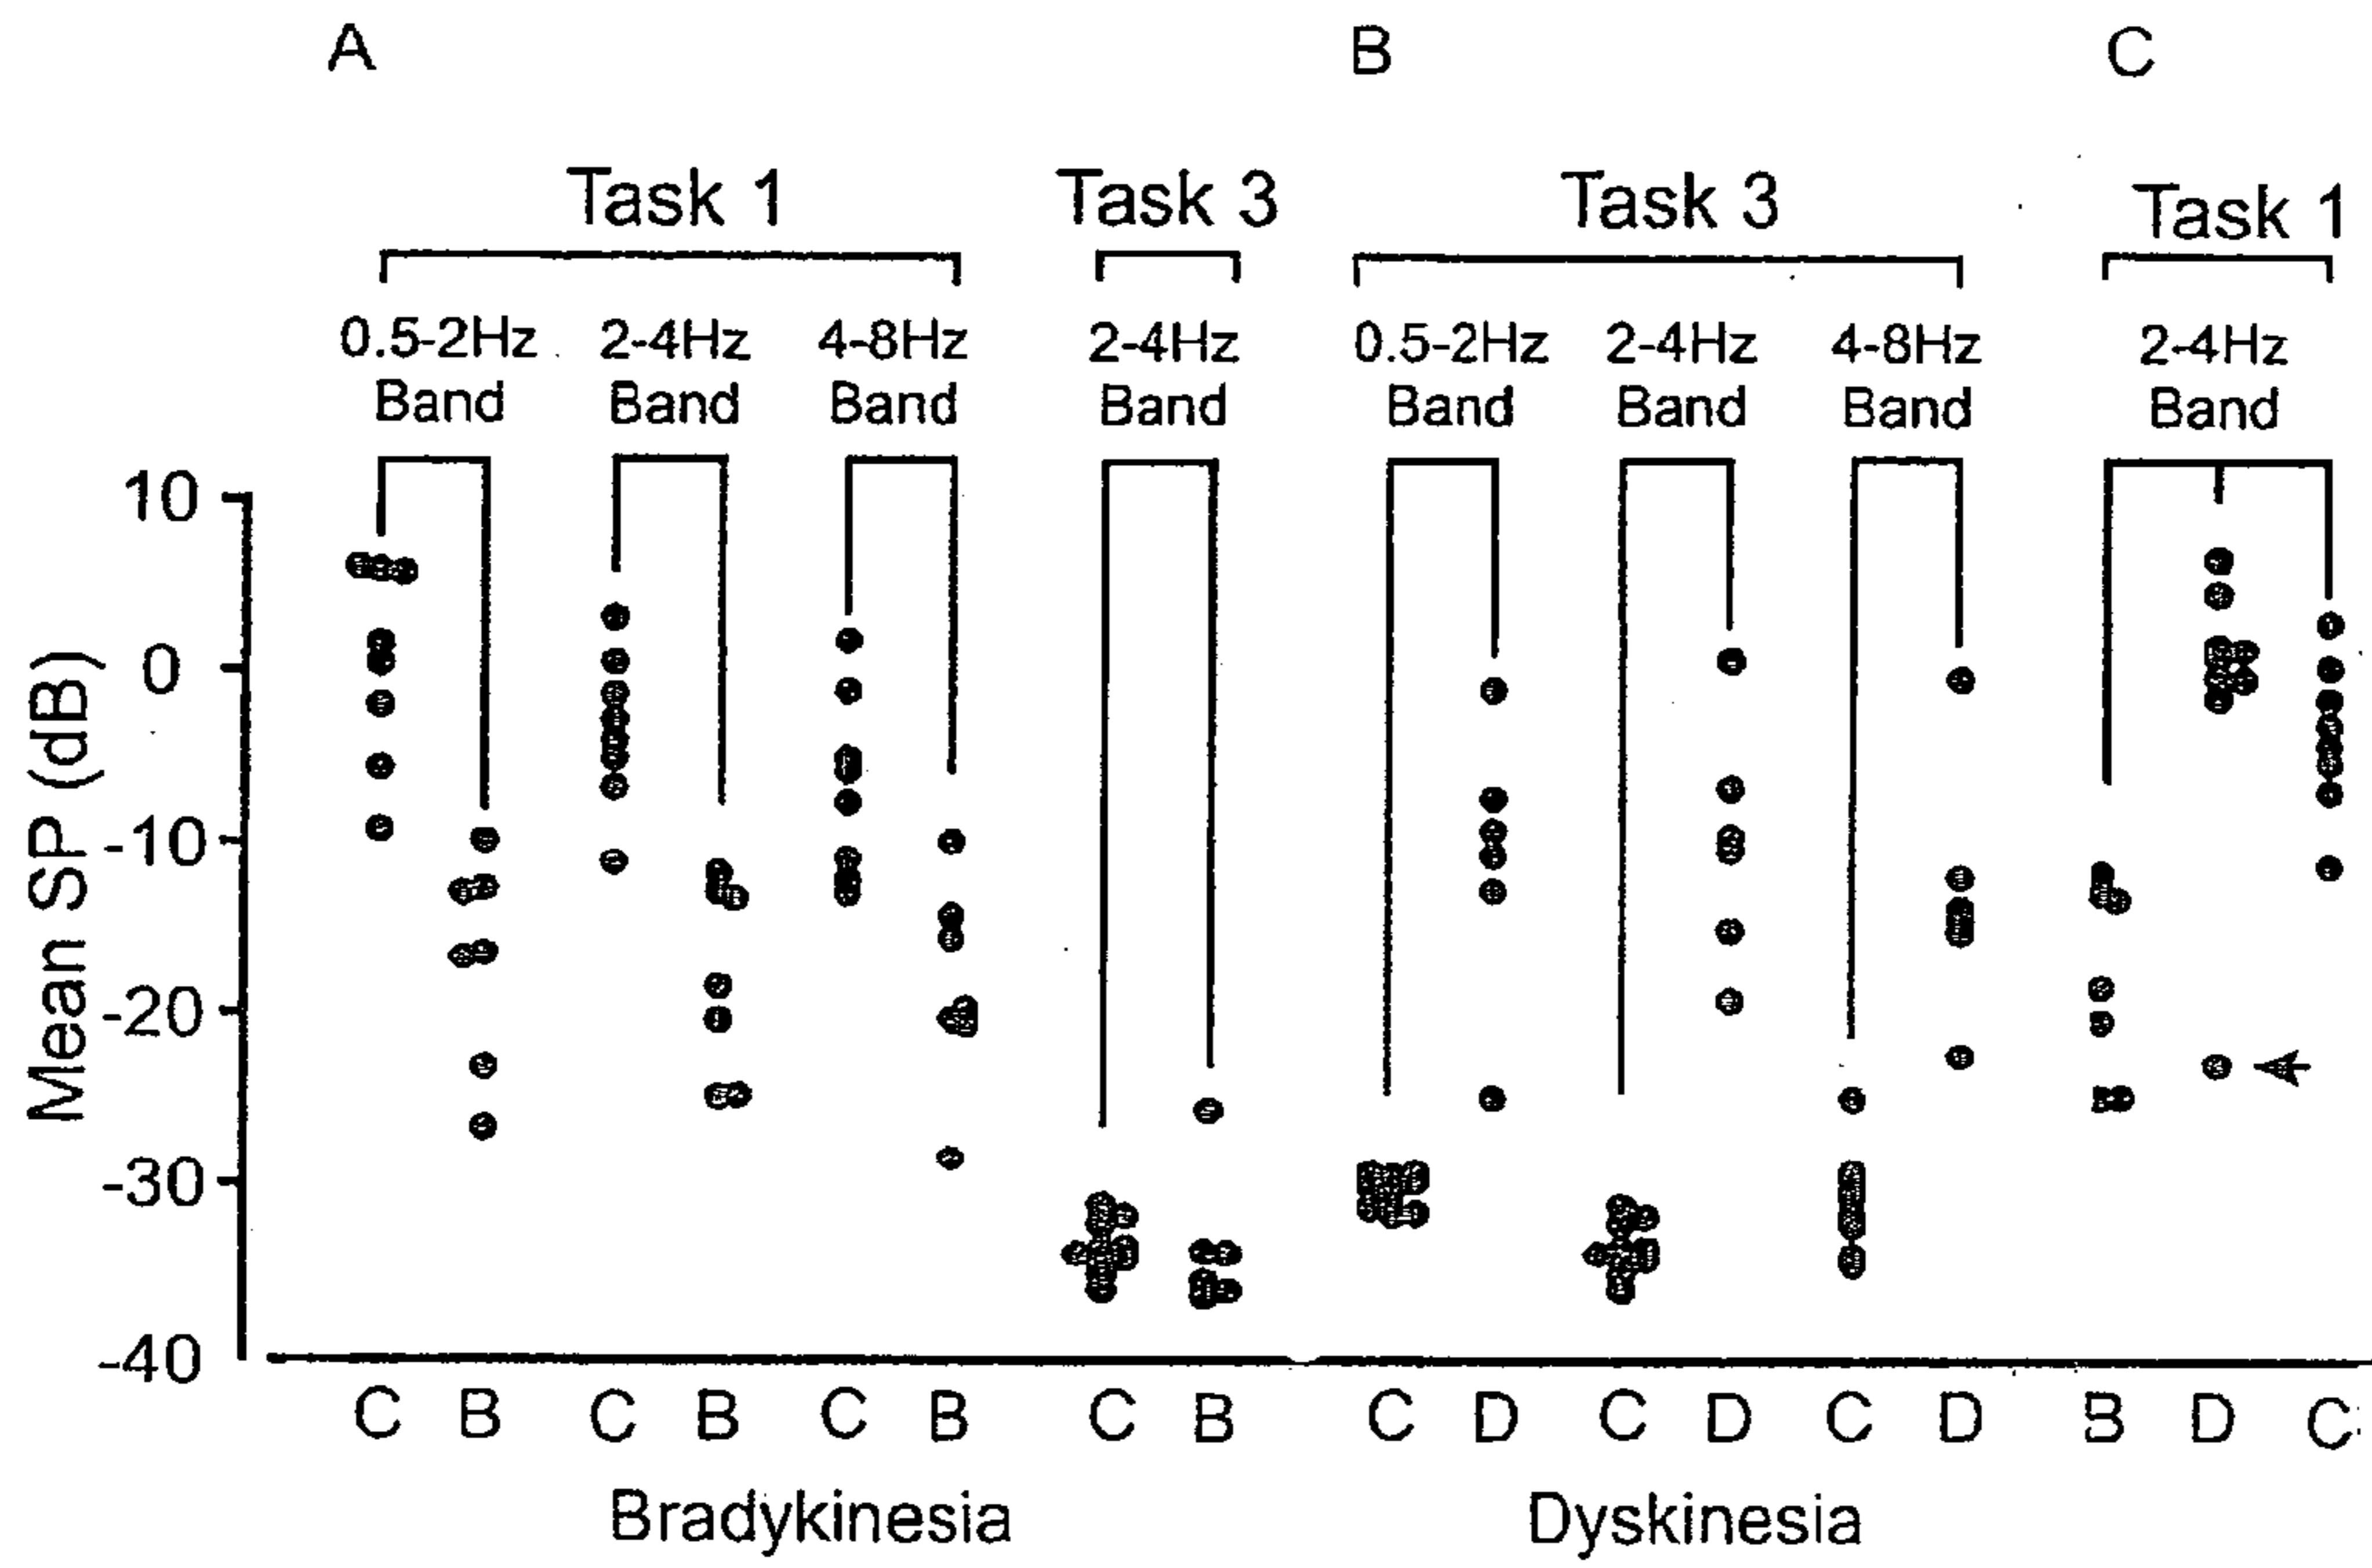 A B C
Task 1 Task 3 Task 3 Task 1
0.5-2Hz 2-4Hz 4-8Hz 2-4Hz 0.5-2Hz 2-4Hz 4-8Hz 2-4Hz
Band Band Band Band Band Band Band Band
10
0
-10
-20
-30
-40
Mean SP (dB)
C B C B C B C B C D C D C D B D C
Bradykinesia Dyskinesia